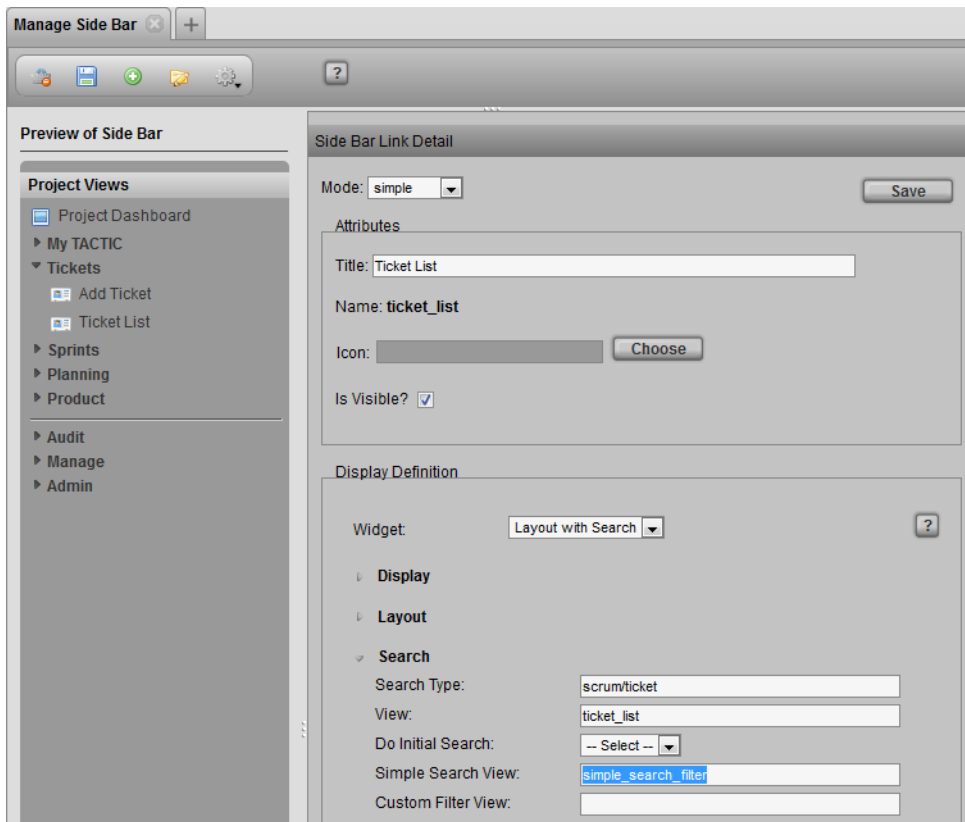 Manage Side Bar
+
?
Preview of Side Bar
Project Views
Project Dashboard
My TACTIC
Tickets
Add Ticket
Ticket List
Sprints
Planning
Product
Audit
Manage
Admin
Side Bar Link Detail
Mode: simple
Save
Attributes
Title: Ticket List
Name: ticket_list
Icon: Choose
Is Visible?
Display Definition
Widget: Layout with Search ?
Display
Layout
Search
Search Type: scrum/ticket
View: ticket_list
Do Initial Search: -- Select --
Simple Search View: simple_search_filter
Custom Filter View: